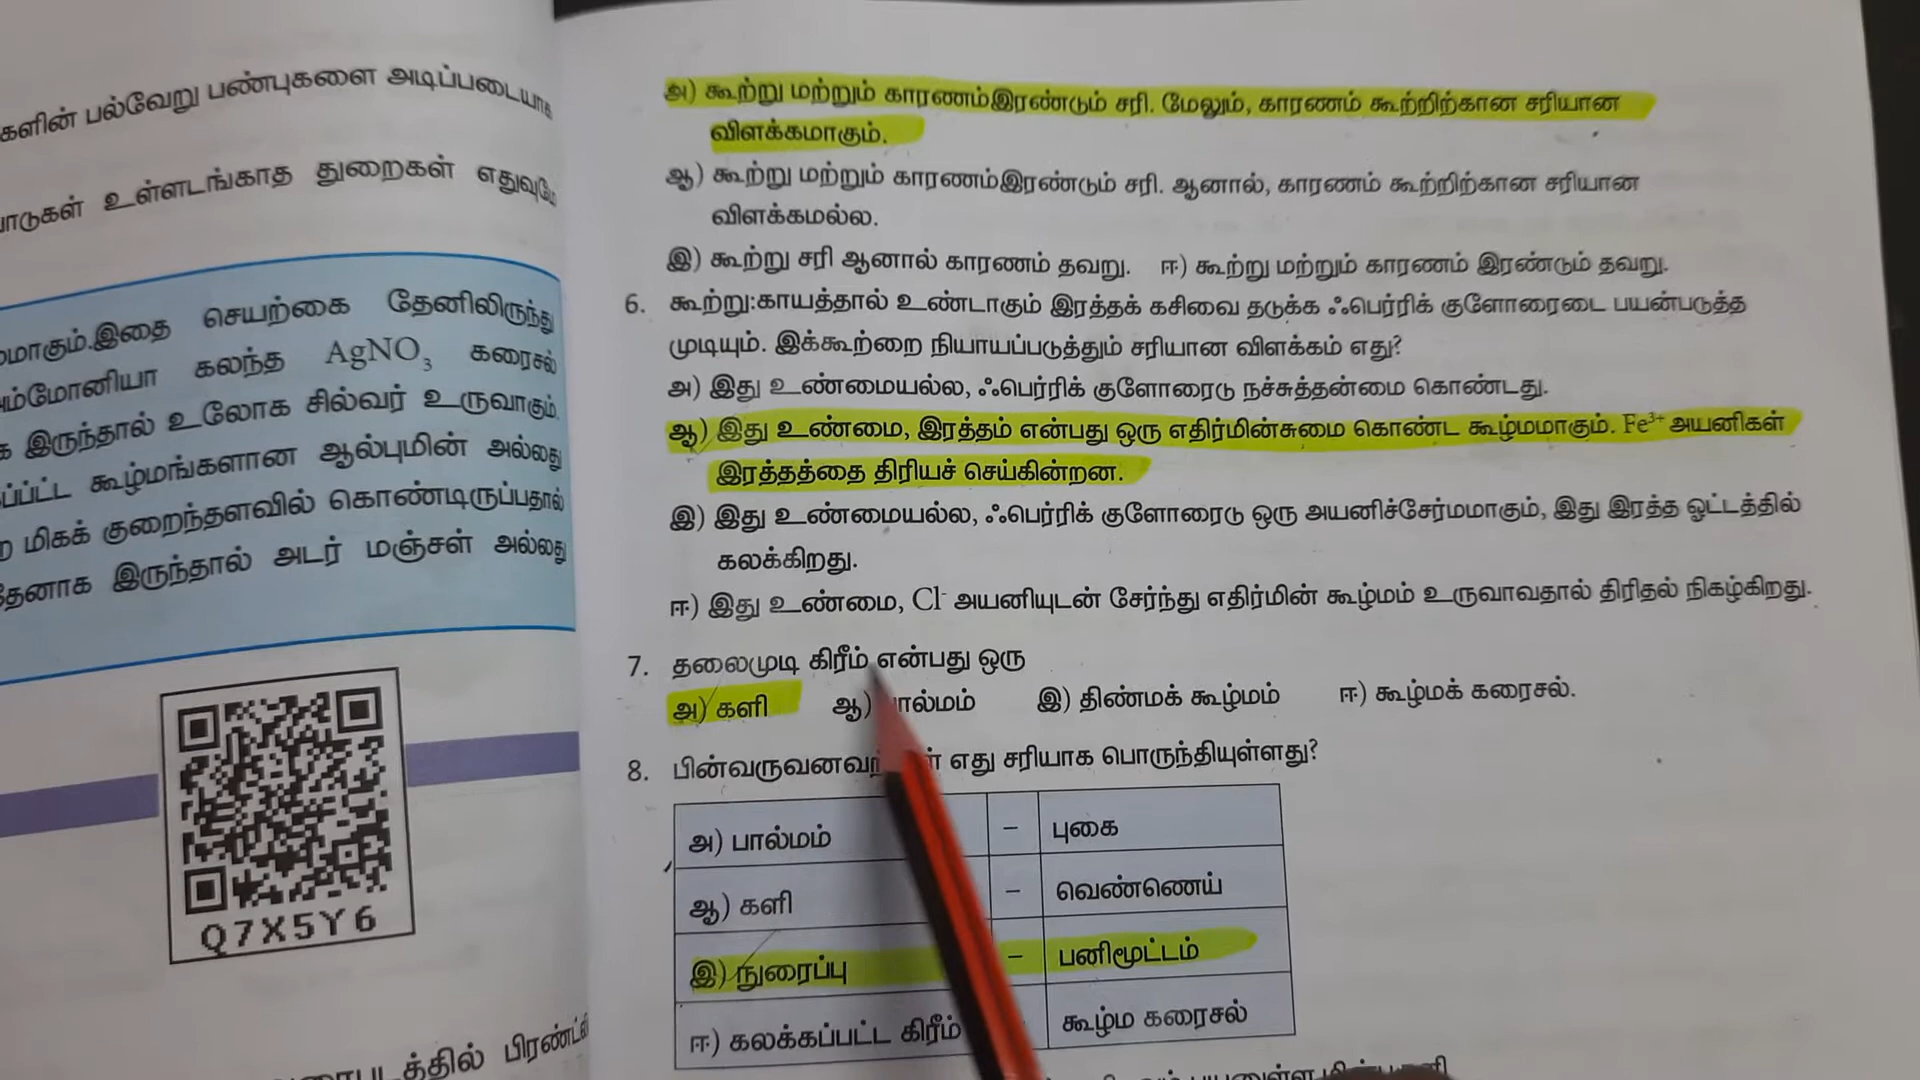 களின் பல்வேறு பண்புகளை அடிப்படையாக
உள்ளடங்காத துறைகள் எதுவுமே
செயற்கை தேனிலிருந்து
கலந்த AgNO₃ கரைசல்
இருந்தால் உலோக சில்வர் உருவாகும்.
கூழ்மங்களான ஆல்புமின் அல்லது
மிகக் குறைந்தளவில் கொண்டிருப்பதால்
இருந்தால் அடர் மஞ்சள் அல்லது
Q7X5Y6
அ) கூற்று மற்றும் காரணம்இரண்டும் சரி. மேலும், காரணம் கூற்றிற்கான சரியான
விளக்கமாகும்.
ஆ) கூற்று மற்றும் காரணம்இரண்டும் சரி. ஆனால், காரணம் கூற்றிற்கான சரியான
விளக்கமல்ல.
இ) கூற்று சரி ஆனால் காரணம் தவறு. ஈ) கூற்று மற்றும் காரணம் இரண்டும் தவறு.
6. கூற்று:காயத்தால் உண்டாகும் இரத்தக் கசிவை தடுக்க ஃபெர்ரிக் குளோரைடை பயன்படுத்த
முடியும். இக்கூற்றை நியாயப்படுத்தும் சரியான விளக்கம் எது?
அ) இது உண்மையல்ல, ஃபெர்ரிக் குளோரைடு நச்சுத்தன்மை கொண்டது.
ஆ) இது உண்மை, இரத்தம் என்பது ஒரு எதிர்மின்சுமை கொண்ட கூழ்மமாகும். Fe³⁺ அயனிகள்
இரத்தத்தை திரியச் செய்கின்றன.
இ) இது உண்மையல்ல, ஃபெர்ரிக் குளோரைடு ஒரு அயனிச்சேர்மமாகும், இது இரத்த ஓட்டத்தில்
கலக்கிறது.
ஈ) இது உண்மை, Cl⁻ அயனியுடன் சேர்ந்து எதிர்மின் கூழ்மம் உருவாவதால் திரிதல் நிகழ்கிறது.
7. தலைமுடி கிரீம் என்பது ஒரு
அ) களி ஆ) பால்மம் இ) திண்மக் கூழ்மம் ஈ) கூழ்மக் கரைசல்.
8. எது சரியாக பொருந்தியுள்ளது?
அ) பால்மம் – புகை
ஆ) களி – வெண்ணெய்
இ) நுரைப்பு – பனிமூட்டம்
ஈ) கலக்கப்பட்ட கிரீம் கூழ்ம கரைசல்